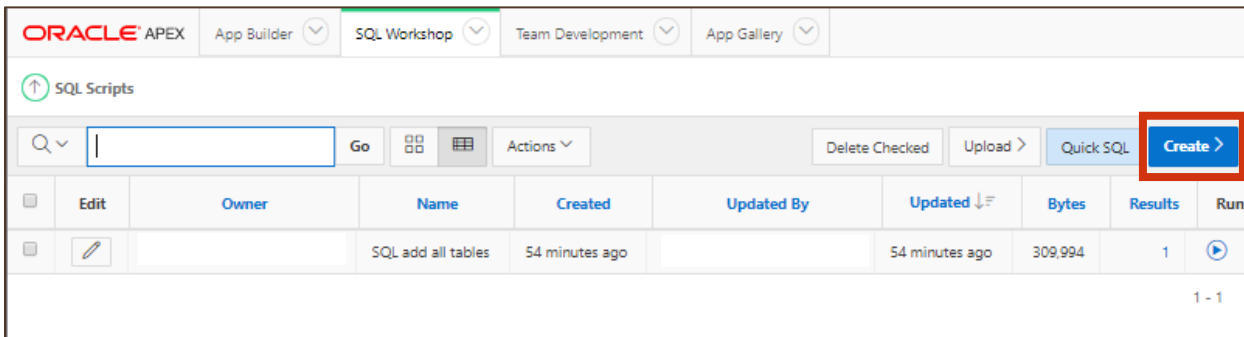 ORACLE APEX App Builder SQL Workshop Team Development App Gallery
SQL Scripts
Go Actions Delete Checked Upload > Quick SQL Create >
Edit Owner Name Created Updated By Updated Bytes Results Run
SQL add all tables 54 minutes ago 54 minutes ago 309,994 1
1 - 1